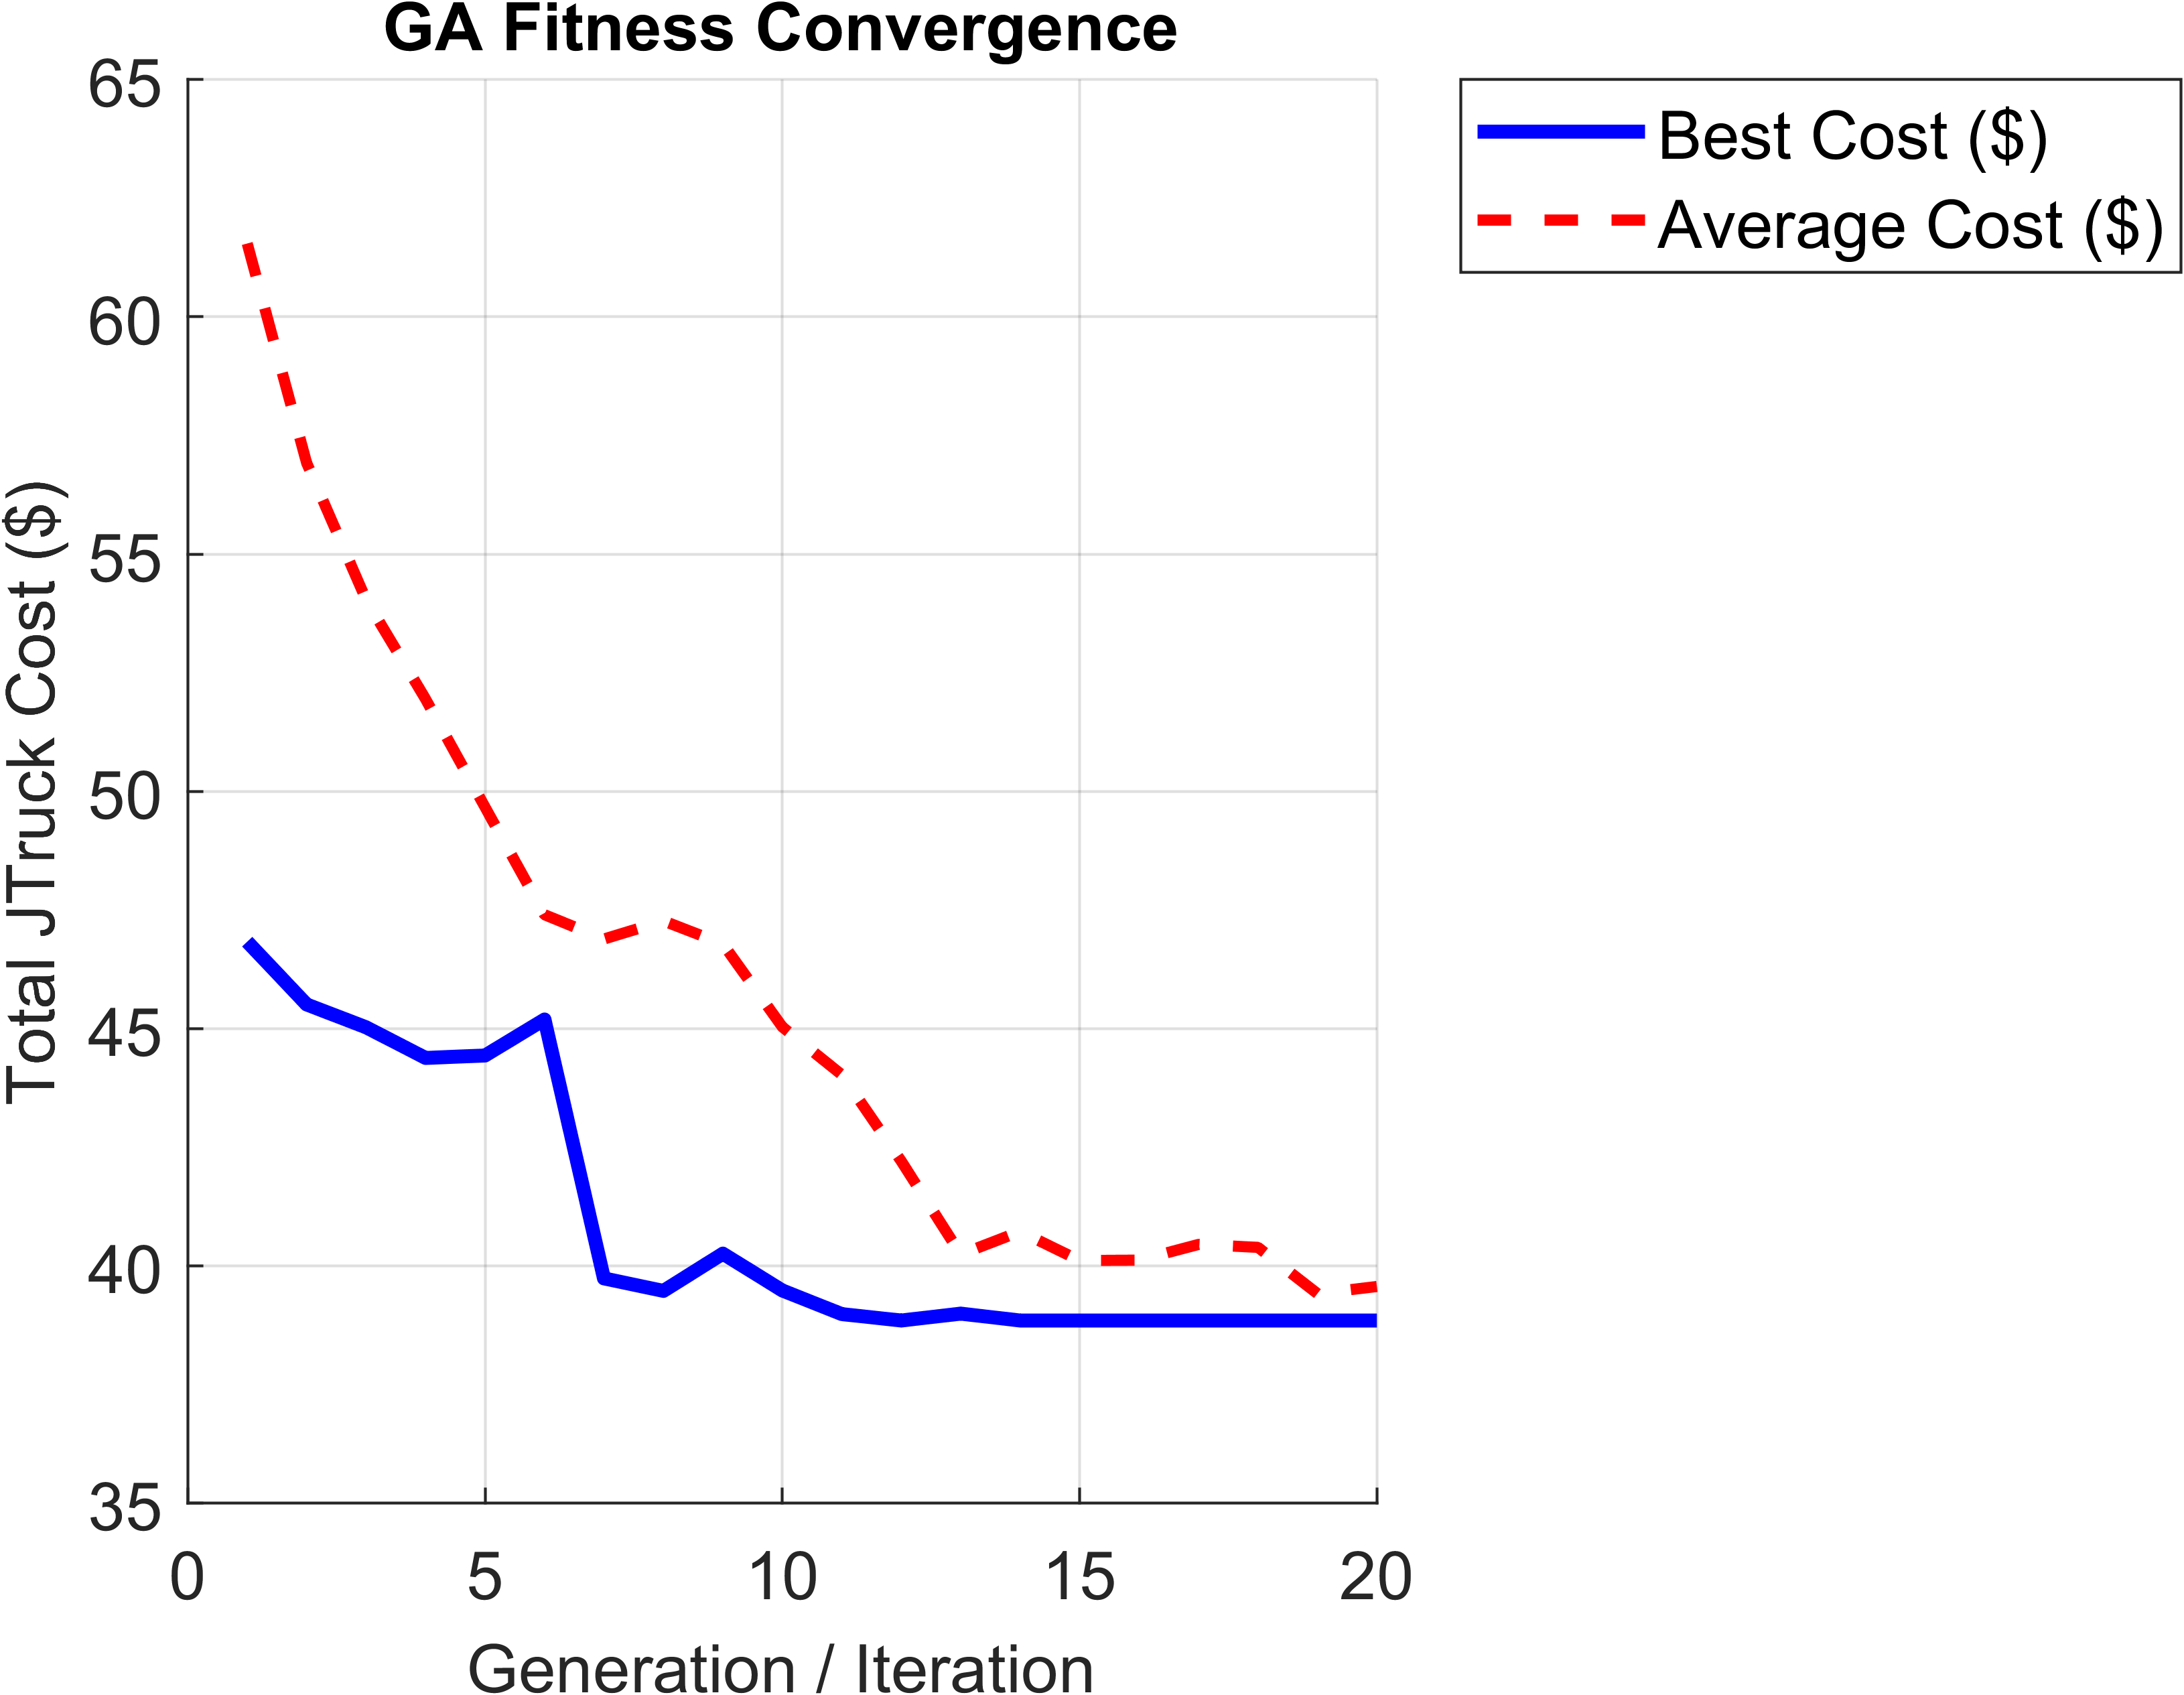 GA Fitness Convergence
Best Cost ($)
Average Cost ($)
Total JTruck Cost ($)
65
60
55
50
45
40
35
0 5 10 15 20
Generation / Iteration